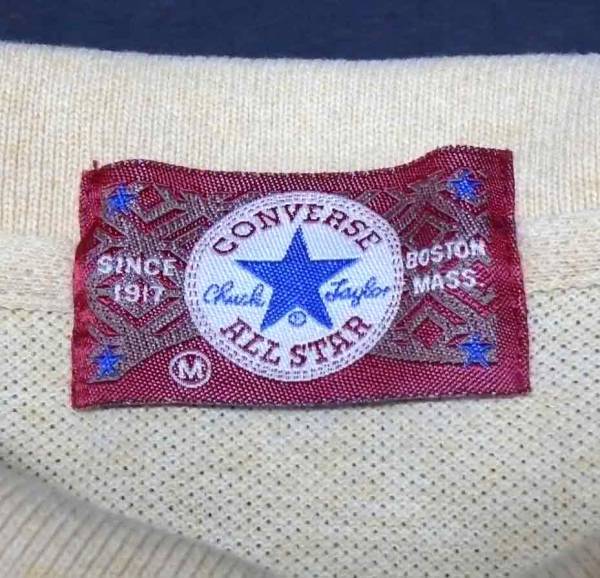 CONVERSE
SINCE
1917
Chuck Taylor
®
BOSTON
MASS.
ALL STAR
M